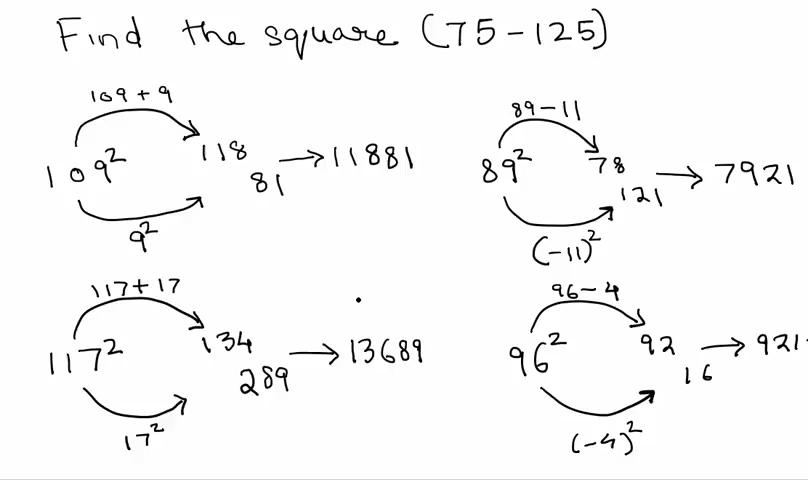 Find the square (75-125)
109 + 9
109² 118 → 11881
81
9²
89-11
89² 78 → 7921
121
(-11)²
117+17
117² 134 → 13689
289
17²
96-4
96² 92 → 921
16
(-4)²